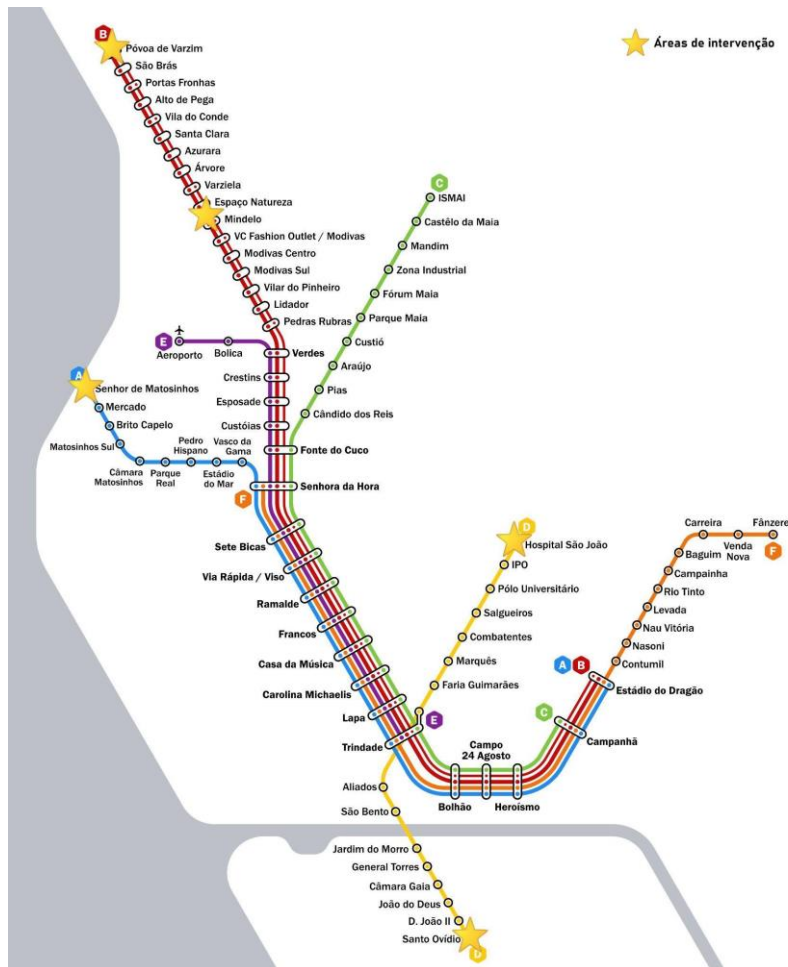 Áreas de intervenção
B
Póvoa de Varzim
São Brás
Portas Fronhas
Alto de Pega
Vila do Conde
Santa Clara
Azurara
Árvore
Varziela
Espaço Natureza
Mindelo
VC Fashion Outlet / Modivas
Modivas Centro
Modivas Sul
Vilar do Pinheiro
Lidador
Pedras Rubras
C
ISMAI
Castêlo da Maia
Mandim
Zona Industrial
Fórum Maia
Parque Maia
Custió
Araújo
Pias
Cândido dos Reis
E
Aeroporto
Botica
Verdes
Crestins
Esposade
Custóias
Fonte do Cuco
Senhora da Hora
A
Senhor de Matosinhos
Mercado
Brito Capelo
Matosinhos Sul
Câmara
Matosinhos
Parque
Real
Pedro
Hispano
Estádio
do Mar
Vasco da
Gama
F
Sete Bicas
Via Rápida / Viso
Ramalde
Francos
Casa da Música
Carolina Michaelis
Lapa
Trindade
E
D
Hospital São João
IPO
Pólo Universitário
Salgueiros
Combatentes
Marquês
Faria Guimarães
Carreira
Fânzere
Venda
Nova
F
Baguim
Campainha
Rio Tinto
Levada
Nau Vitória
Nasoni
Contumil
A
B
Estádio do Dragão
C
Campanhã
Campo
24 Agosto
Bolhão
Heroísmo
Aliados
São Bento
Jardim do Morro
General Torres
Câmara Gaia
João do Deus
D. João II
Santo Ovídio
D